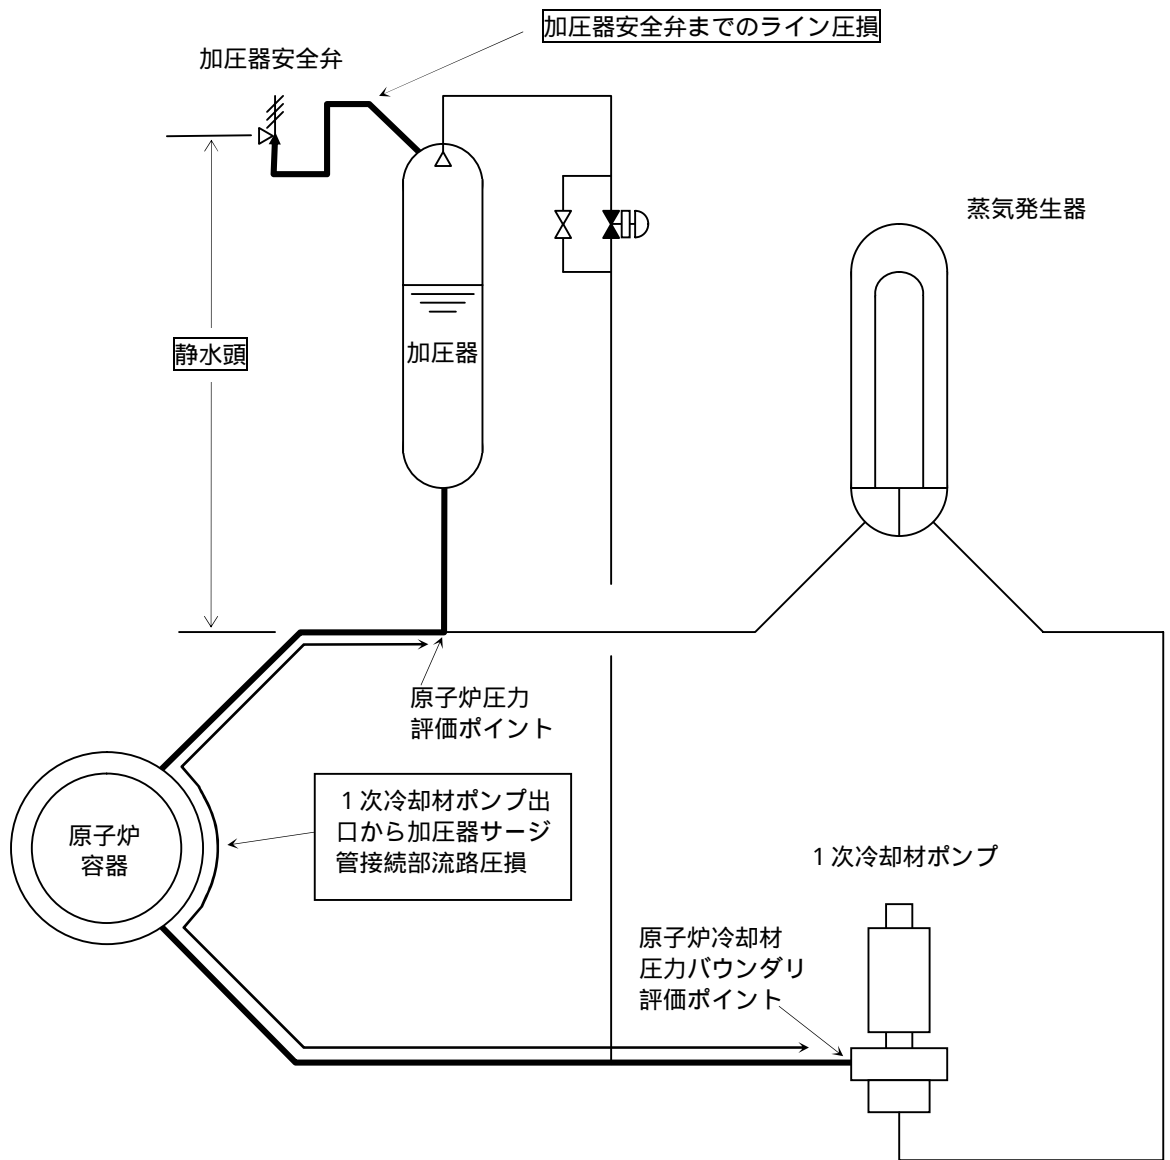 加圧器安全弁までのライン圧損
加圧器安全弁
蒸気発生器
静水頭
加圧器
原子炉圧力
評価ポイント
１次冷却材ポンプ出
口から加圧器サージ
管接続部流路圧損
原子炉
容器
１次冷却材ポンプ
原子炉冷却材
圧力バウンダリ
評価ポイント